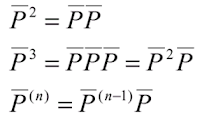 P̅² = P̅P̅
P̅³ = P̅P̅P̅ = P̅²P̅
P̅⁽ⁿ⁾ = P̅⁽ⁿ⁻¹⁾P̅